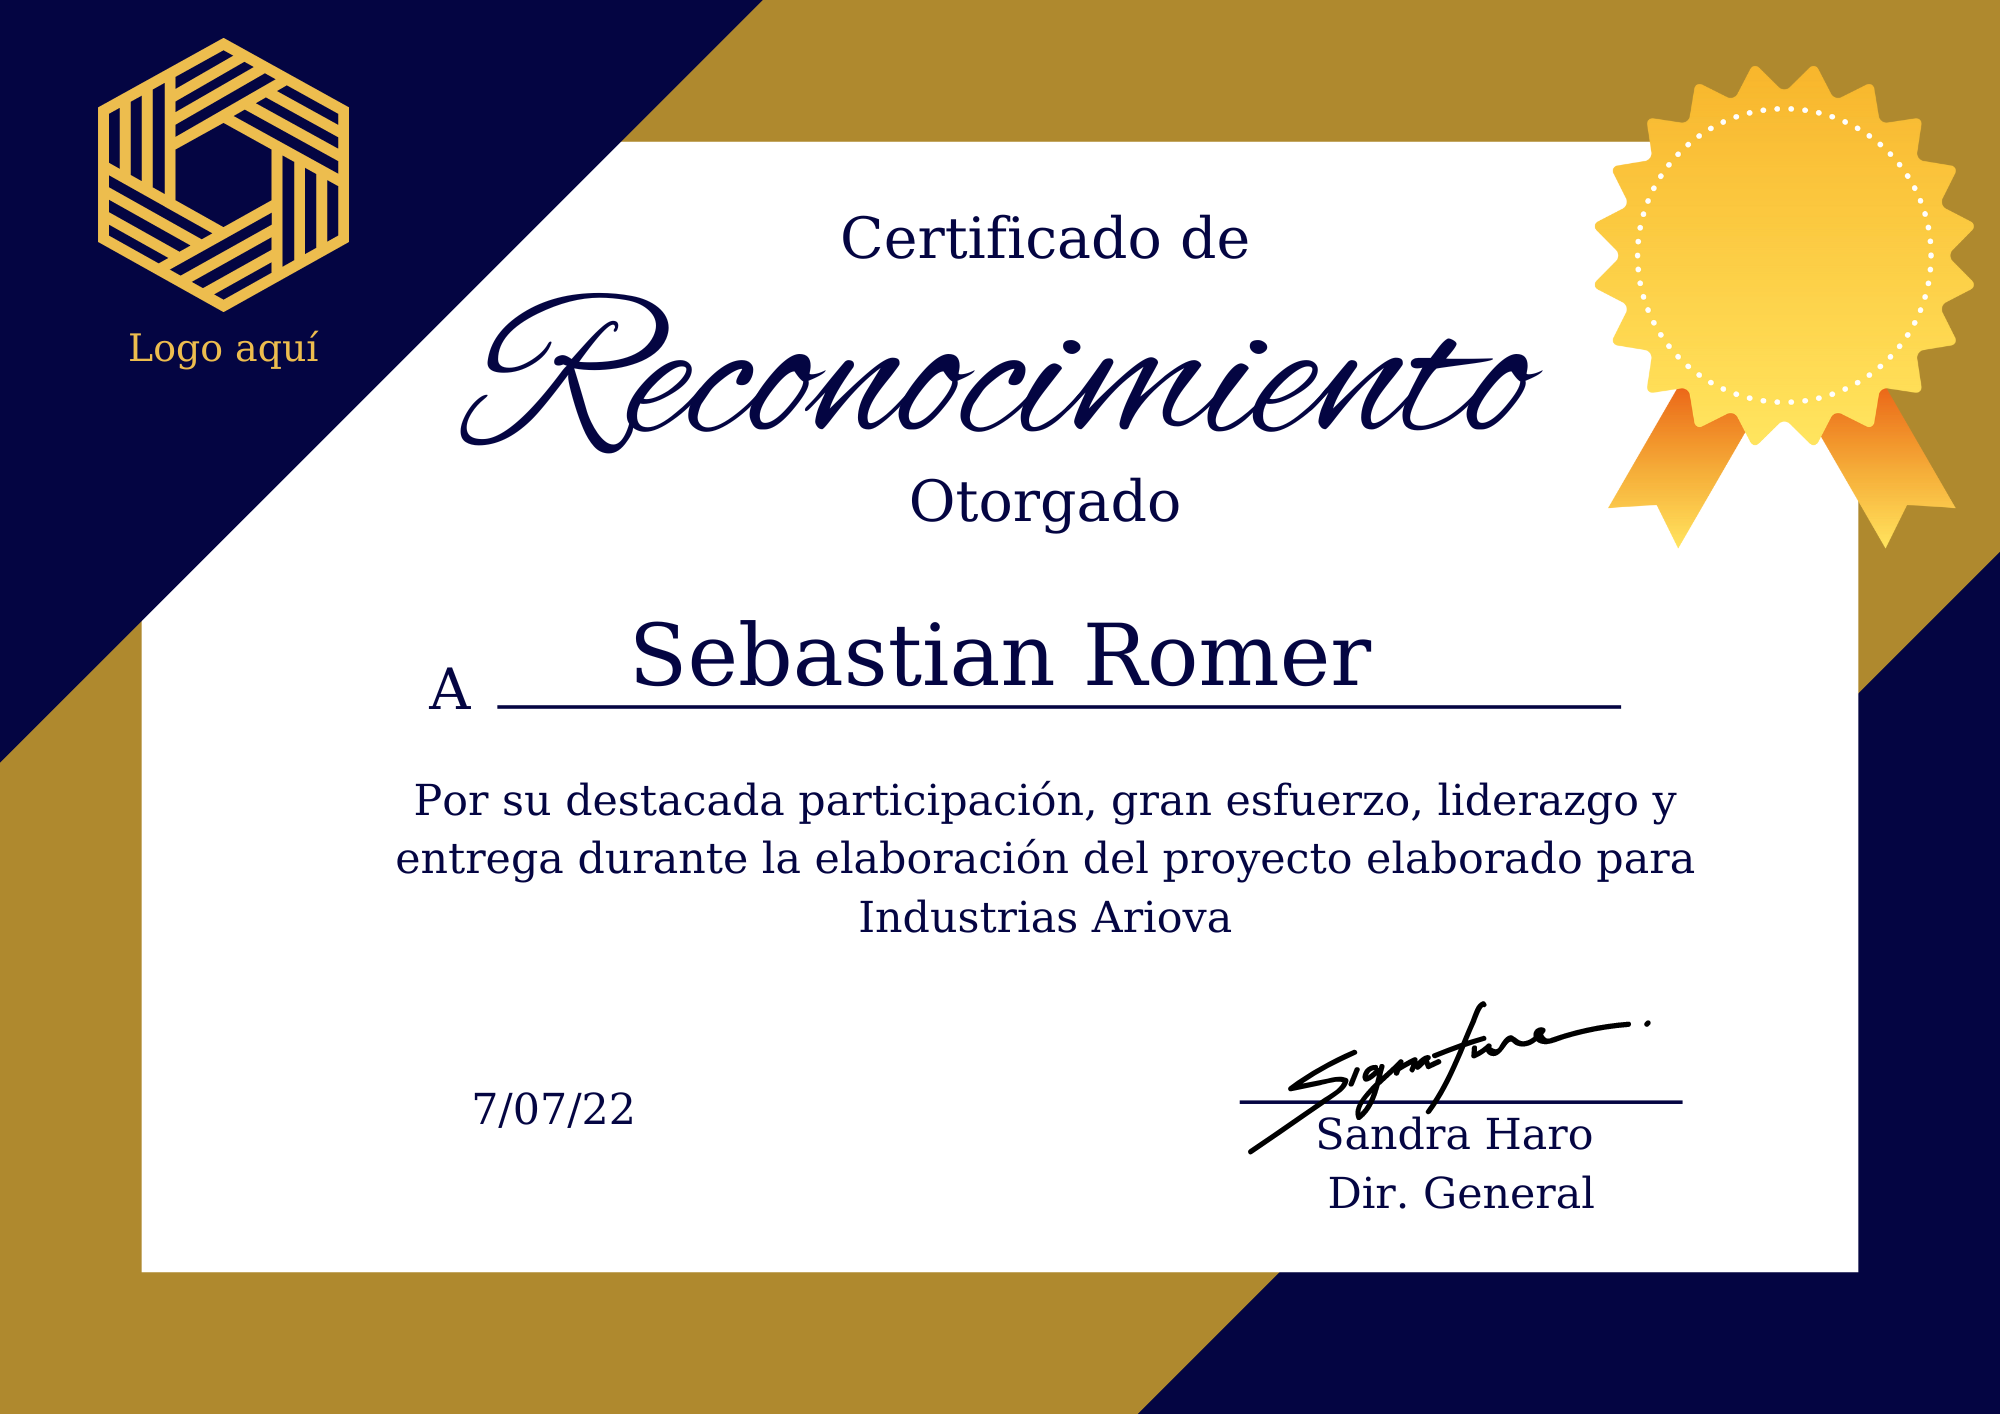 Logo aquí
Certificado de
Reconocimiento
Otorgado
A Sebastian Romer
Por su destacada participación, gran esfuerzo, liderazgo y
entrega durante la elaboración del proyecto elaborado para
Industrias Ariova
Signature
7/07/22
Sandra Haro
Dir. General